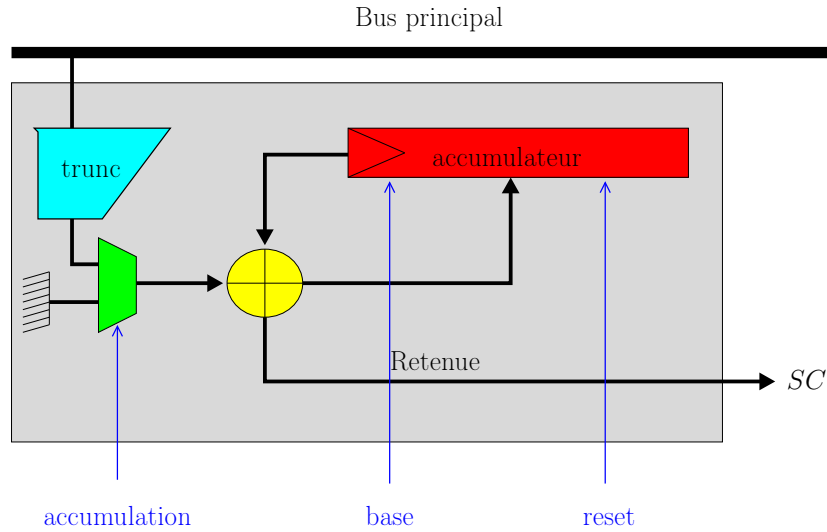 Bus principal
trunc
accumulateur
Retenue
SC
accumulation
base
reset